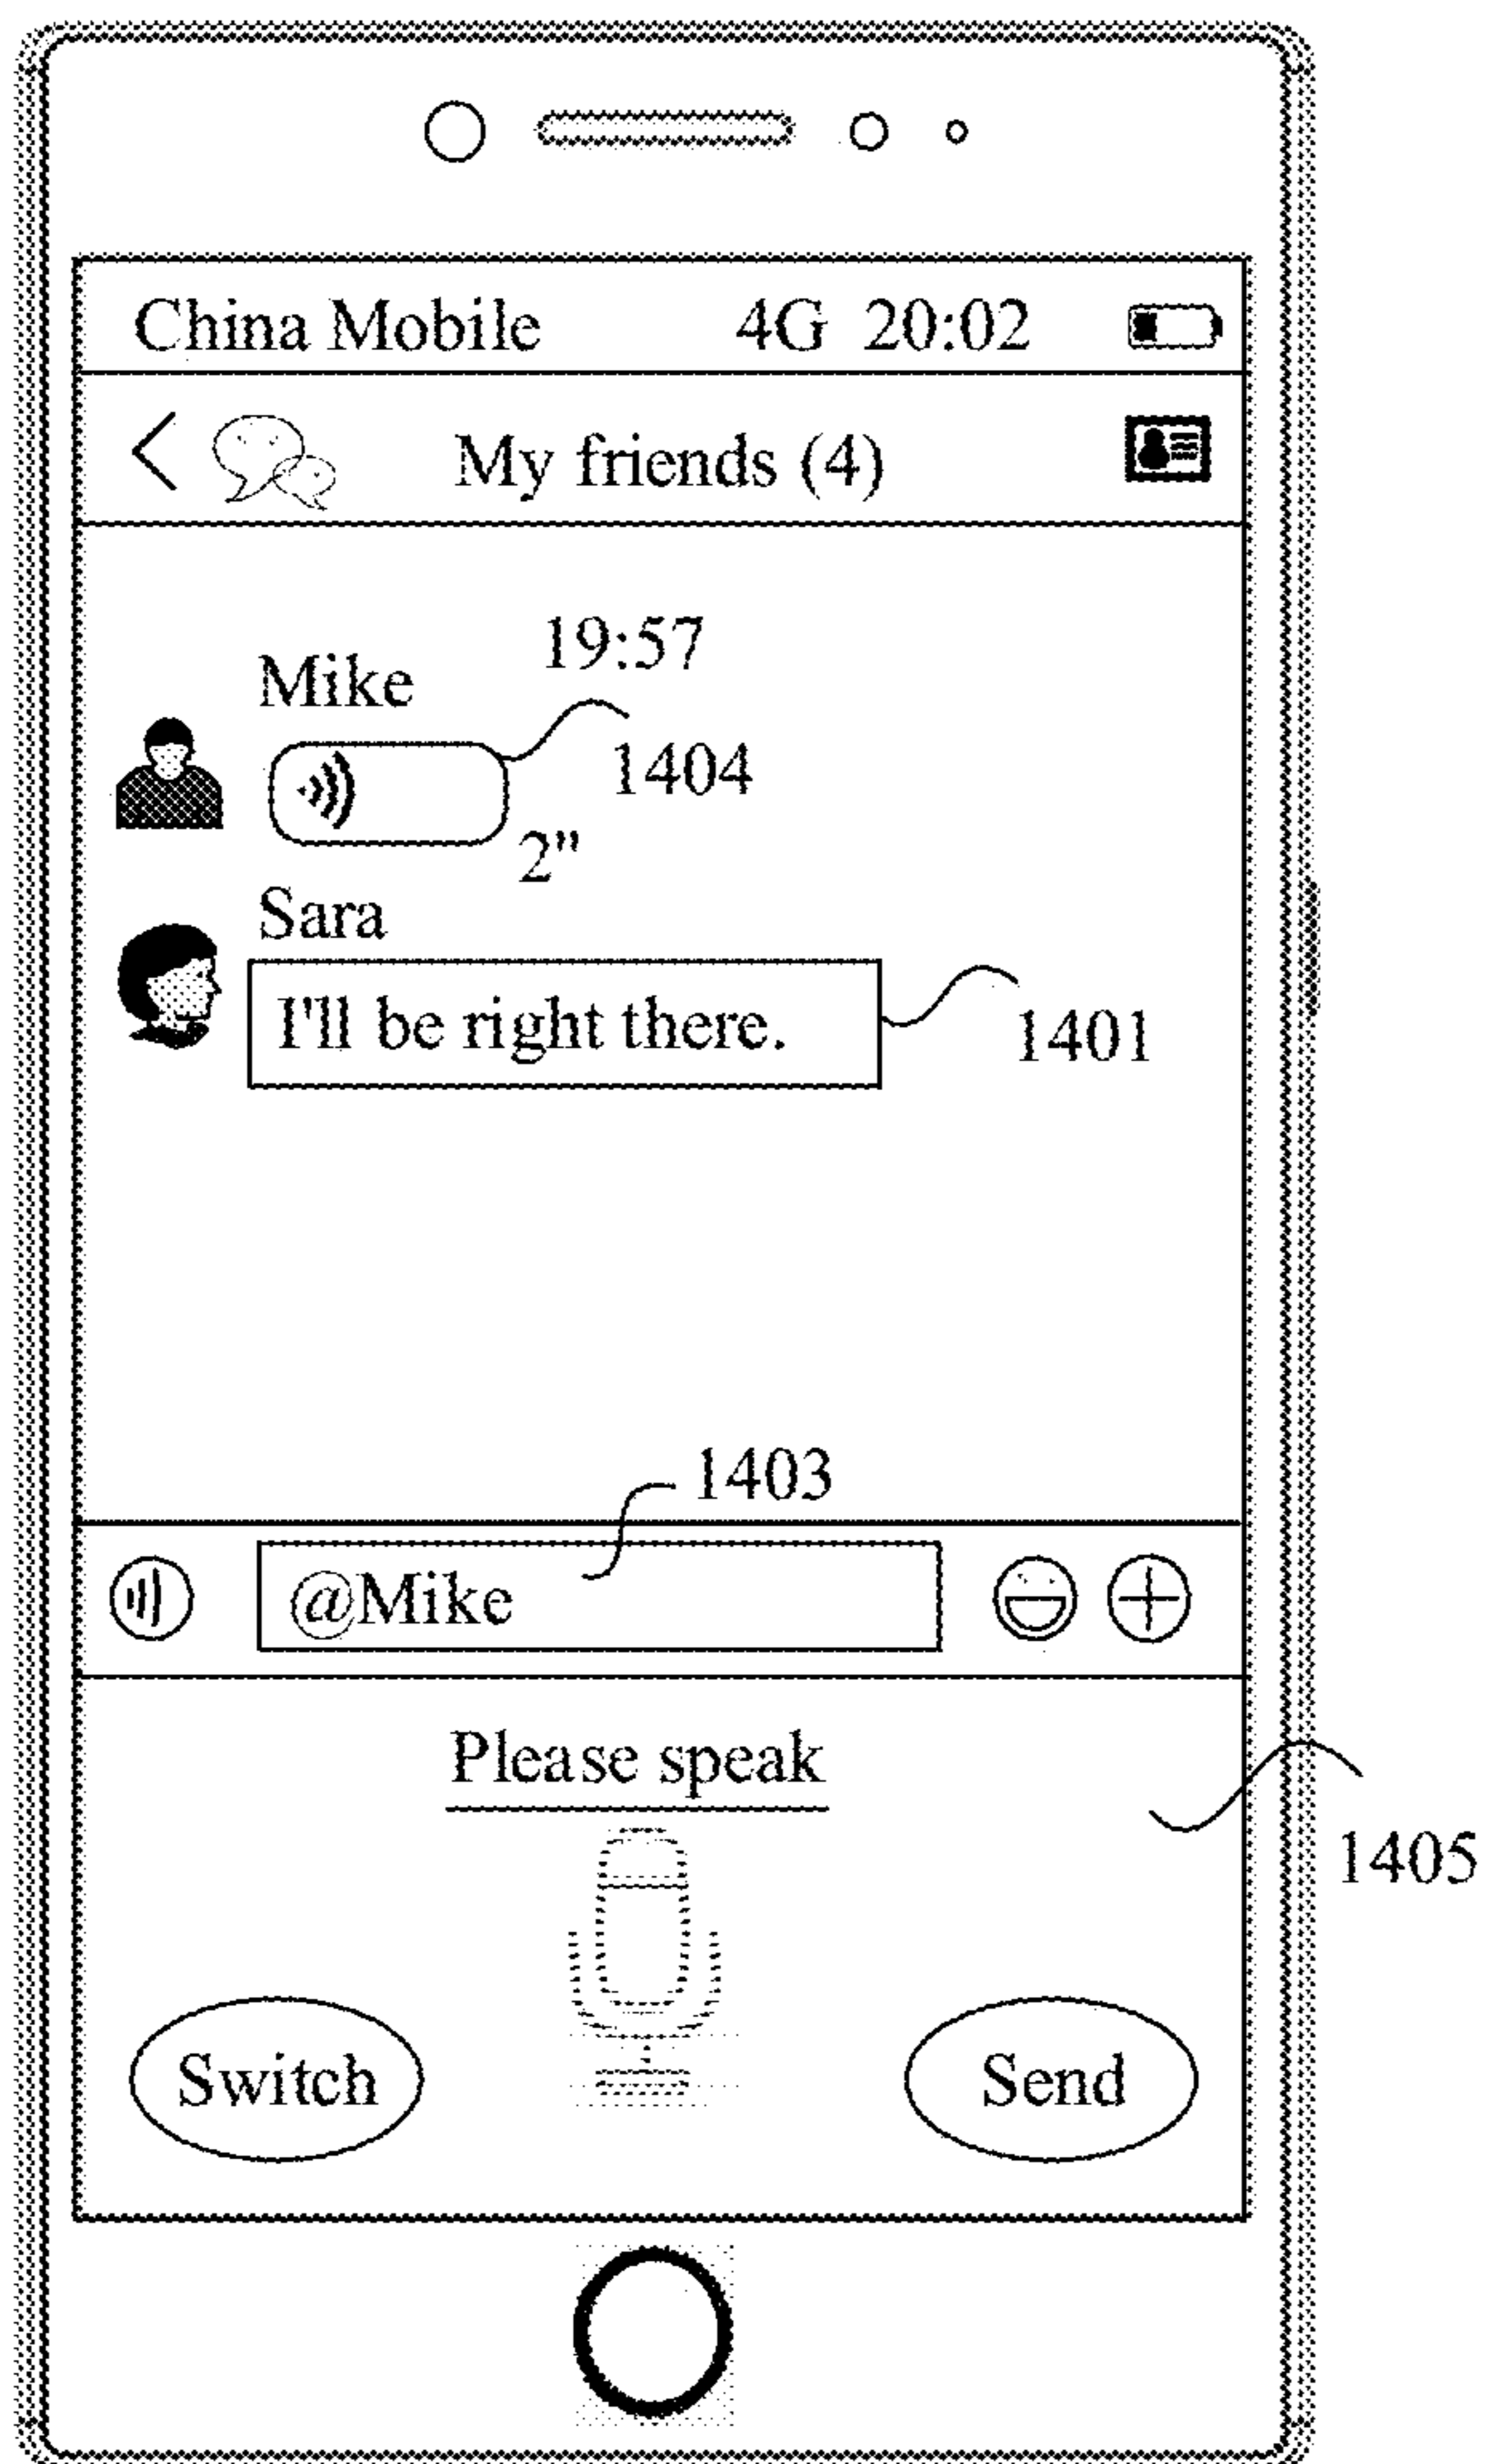 China Mobile 4G 20:02
My friends (4)
19:57
Mike
1404
2"
Sara
I'll be right there.
1401
1403
@Mike
Please speak
1405
Switch Send